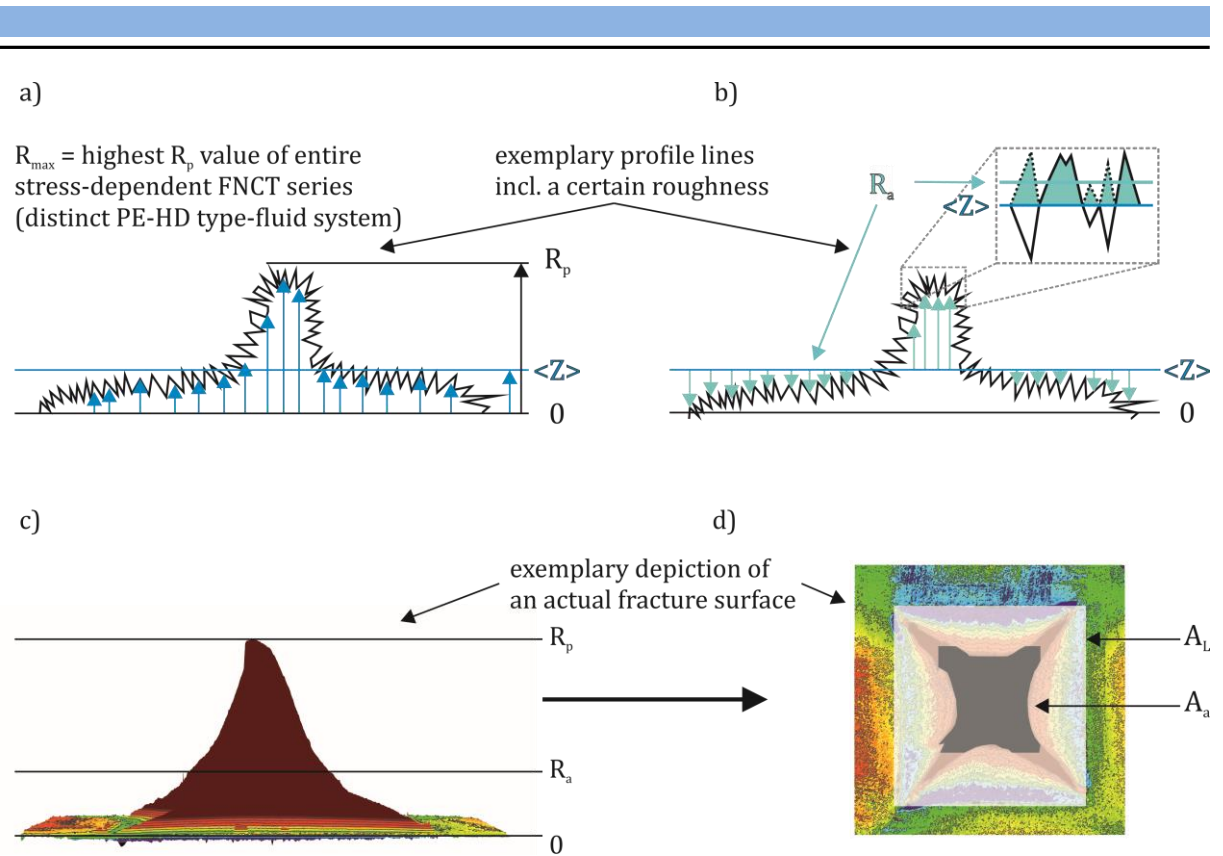 a)
b)
R_max = highest R_p value of entire
stress-dependent FNCT series
(distinct PE-HD type-fluid system)
exemplary profile lines
incl. a certain roughness
R_a
<Z>
R_p
<Z>
0
<Z>
0
c)
d)
exemplary depiction of
an actual fracture surface
R_p
R_a
0
A_L
A_a